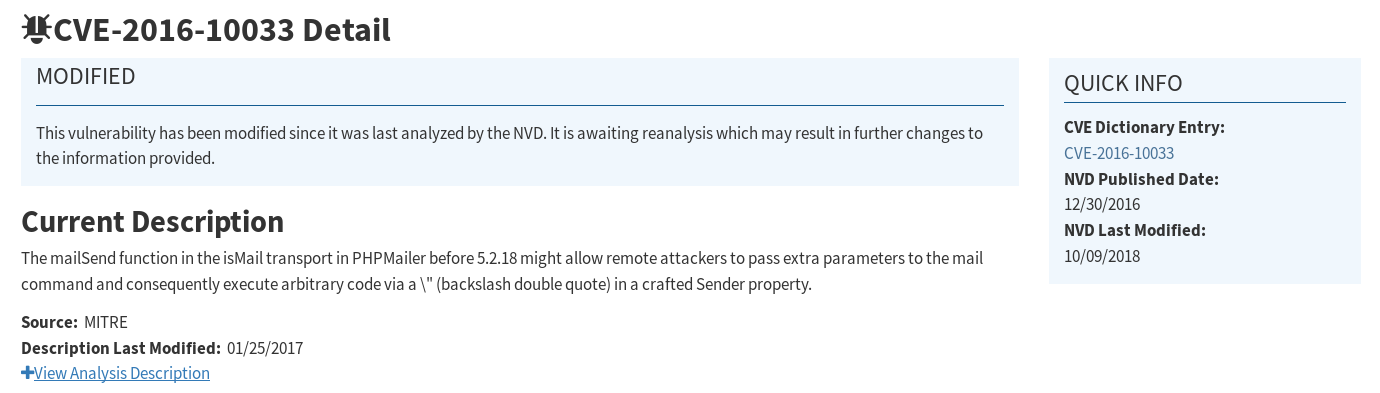 CVE-2016-10033 Detail
MODIFIED
This vulnerability has been modified since it was last analyzed by the NVD. It is awaiting reanalysis which may result in further changes to
the information provided.
Current Description
The mailSend function in the isMail transport in PHPMailer before 5.2.18 might allow remote attackers to pass extra parameters to the mail
command and consequently execute arbitrary code via a \" (backslash double quote) in a crafted Sender property.
Source: MITRE
Description Last Modified: 01/25/2017
View Analysis Description
QUICK INFO
CVE Dictionary Entry:
CVE-2016-10033
NVD Published Date:
12/30/2016
NVD Last Modified:
10/09/2018